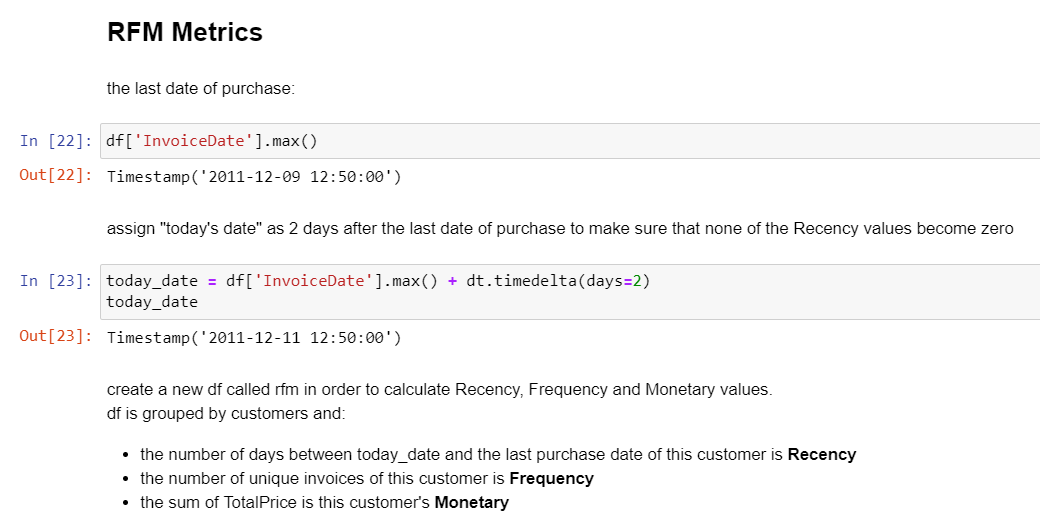 RFM Metrics
the last date of purchase:
In [22]: df['InvoiceDate'].max()
Out[22]: Timestamp('2011-12-09 12:50:00')
assign "today's date" as 2 days after the last date of purchase to make sure that none of the Recency values become zero
In [23]: today_date = df['InvoiceDate'].max() + dt.timedelta(days=2)
today_date
Out[23]: Timestamp('2011-12-11 12:50:00')
create a new df called rfm in order to calculate Recency, Frequency and Monetary values.
df is grouped by customers and:
• the number of days between today_date and the last purchase date of this customer is Recency
• the number of unique invoices of this customer is Frequency
• the sum of TotalPrice is this customer's Monetary